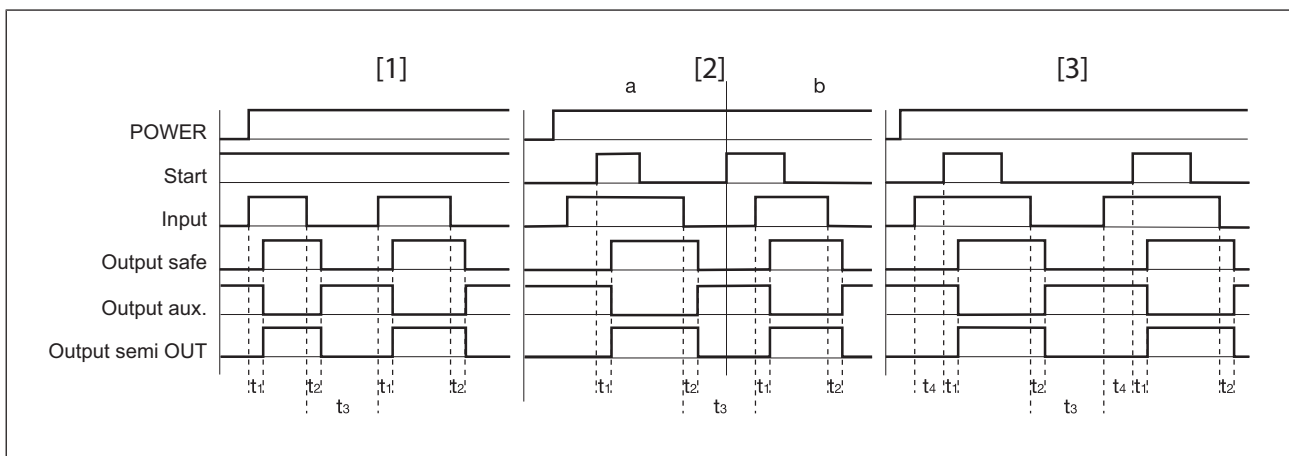 [1] [2] [3]
a b
POWER
Start
Input
Output safe
Output aux.
Output semi OUT
t1 t2 t1 t2 t1 t2 t1 t2 t4 t1 t2 t4 t1 t2
t3 t3 t3